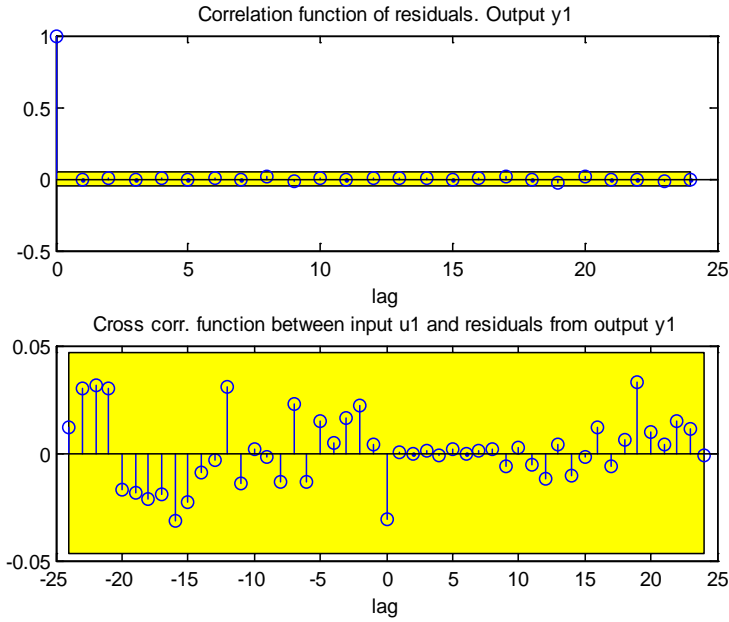 Correlation function of residuals. Output y1
1
0.5
0
-0.5
0 5 10 15 20 25
lag
Cross corr. function between input u1 and residuals from output y1
0.05
0
-0.05
-25 -20 -15 -10 -5 0 5 10 15 20 25
lag